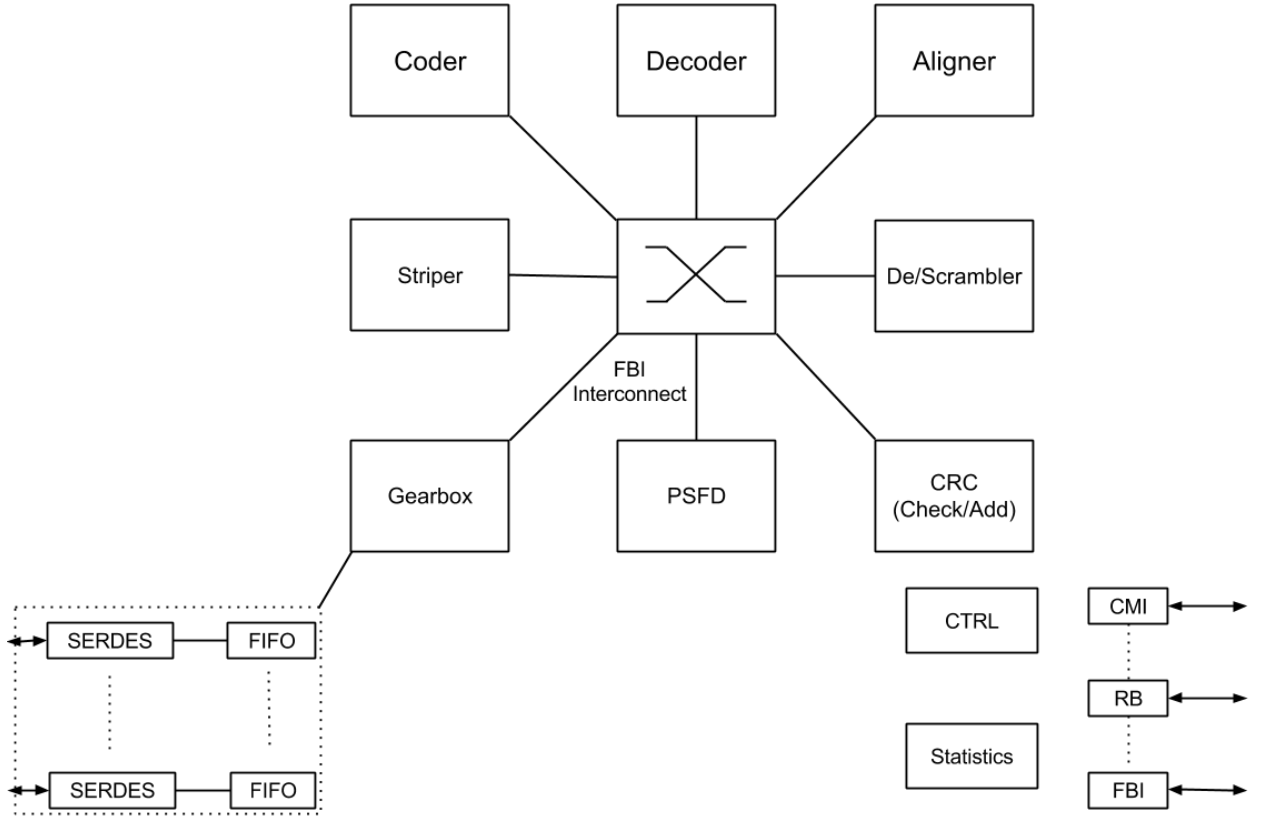 Coder
Decoder
Aligner
Striper
De/Scrambler
FBI
Interconnect
Gearbox
PSFD
CRC
(Check/Add)
SERDES
FIFO
SERDES
FIFO
CTRL
Statistics
CMI
RB
FBI